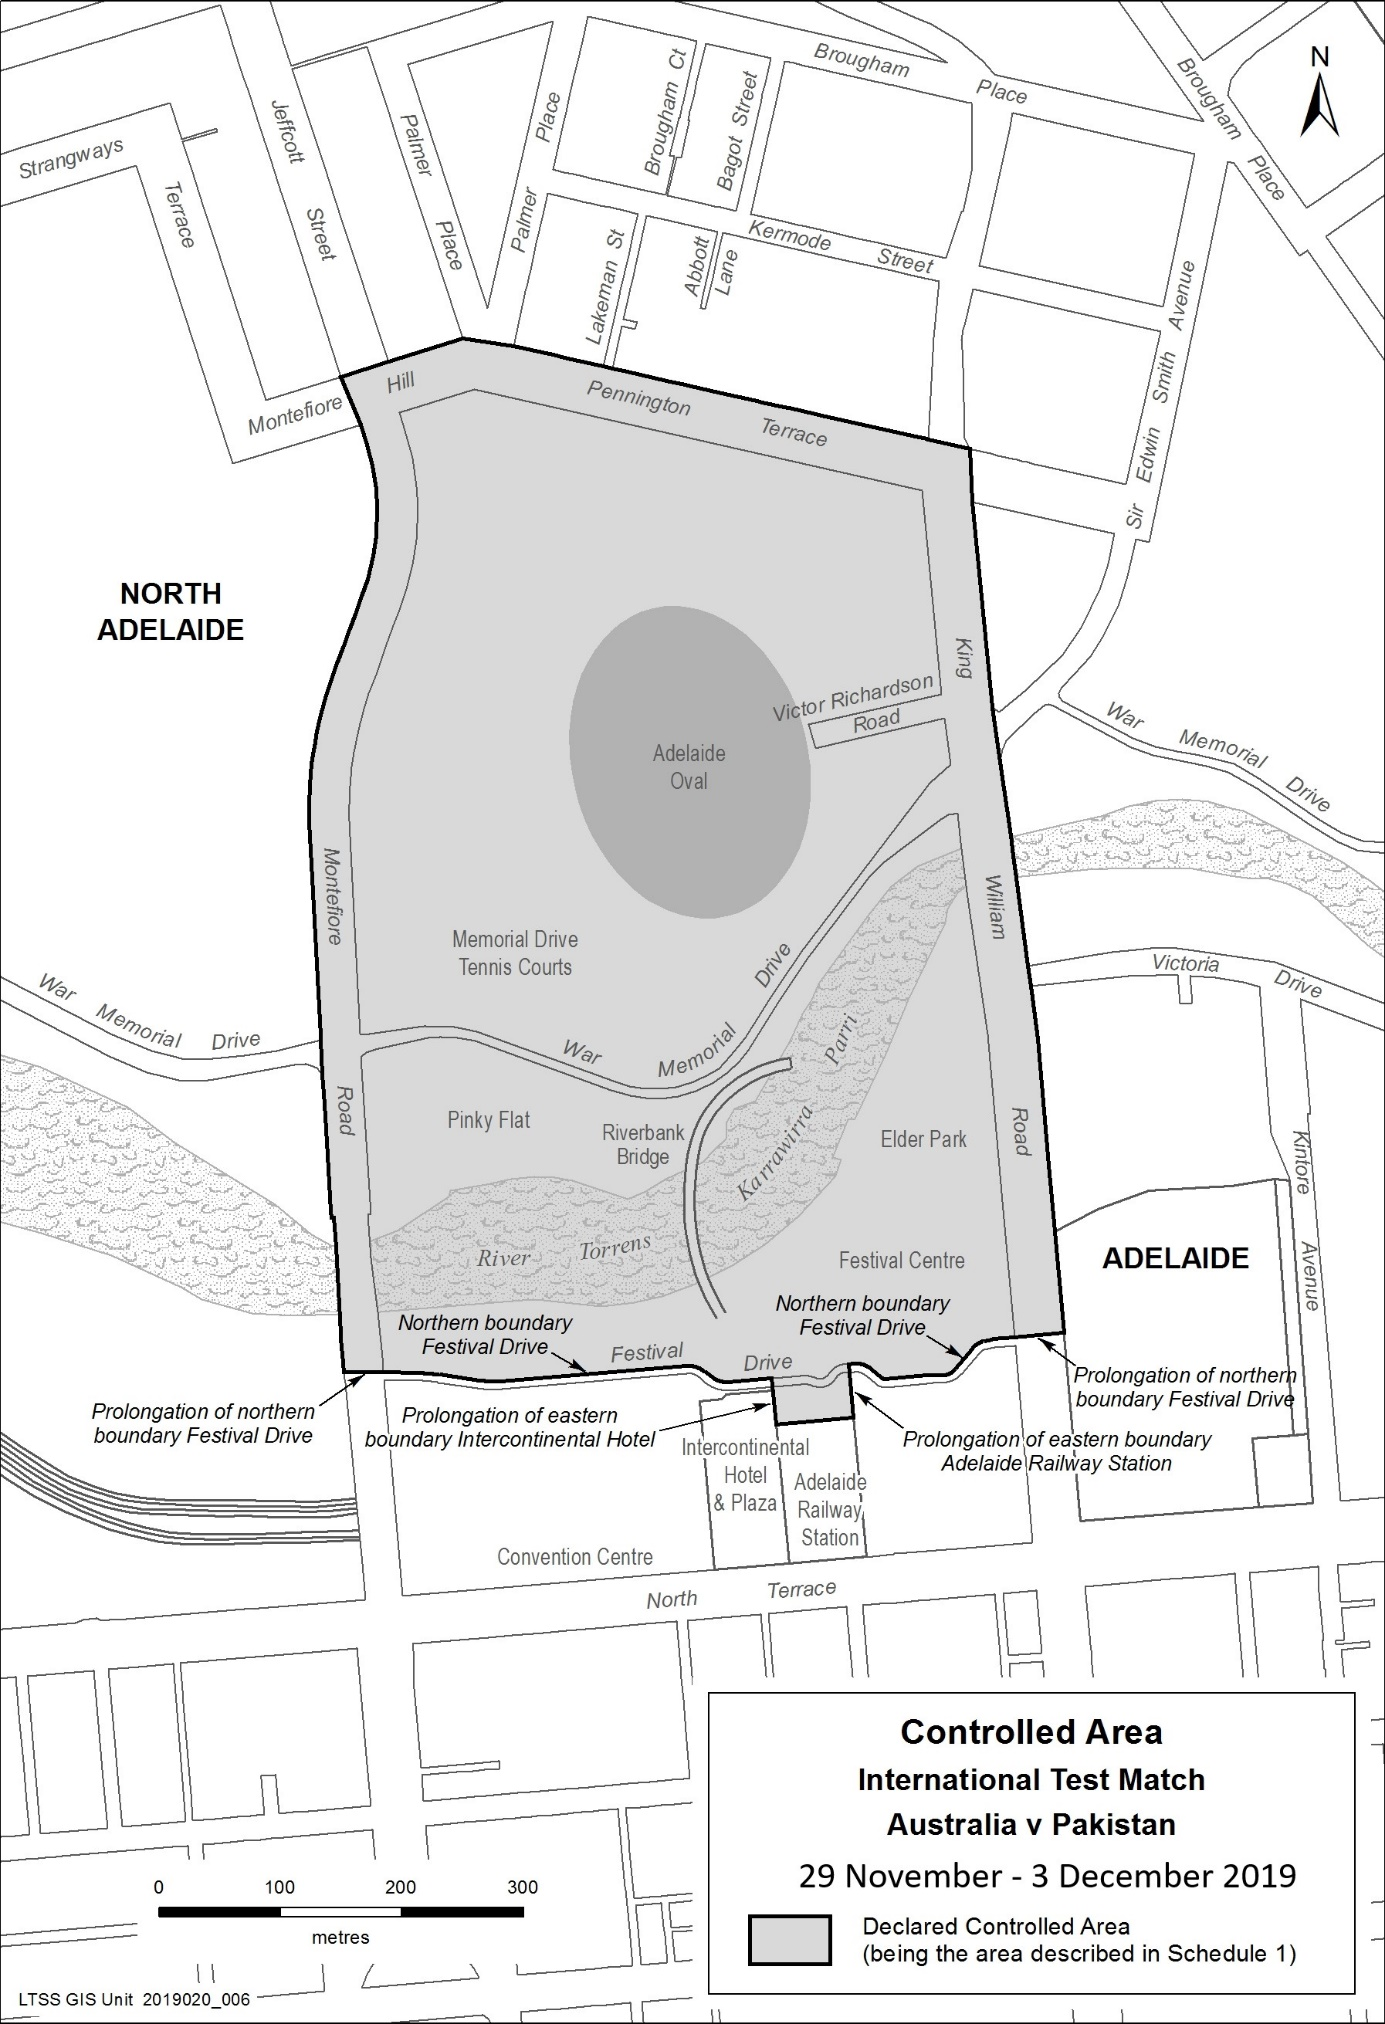 N
Brougham
Place
Brougham
Place
Brougham Ct
Bagot Street
Place
Palmer
Palmer
Place
Jeffcott
Street
Strangways
Terrace
Kermode
Street
Lakeman St
Abbott
Lane
Sir Edwin Smith Avenue
Montefiore
Hill
Pennington
Terrace
NORTH
ADELAIDE
King
William
Road
Victor Richardson
Road
War Memorial Drive
Adelaide
Oval
Montefiore
Road
Memorial Drive
Tennis Courts
War Memorial Drive
War Memorial Drive
Victoria Drive
Karrawirra Parri
Pinky Flat
Riverbank
Bridge
Elder Park
Kintore
Avenue
River Torrens
Festival Centre
ADELAIDE
Northern boundary
Festival Drive
Northern boundary
Festival Drive
Festival Drive
Prolongation of northern
boundary Festival Drive
Prolongation of northern
boundary Festival Drive
Prolongation of eastern
boundary Intercontinental Hotel
Prolongation of eastern boundary
Adelaide Railway Station
Intercontinental
Hotel
& Plaza
Adelaide
Railway
Station
Convention Centre
North Terrace
Controlled Area
International Test Match
Australia v Pakistan
29 November - 3 December 2019
Declared Controlled Area
(being the area described in Schedule 1)
0 100 200 300
metres
LTSS GIS Unit 2019020_006